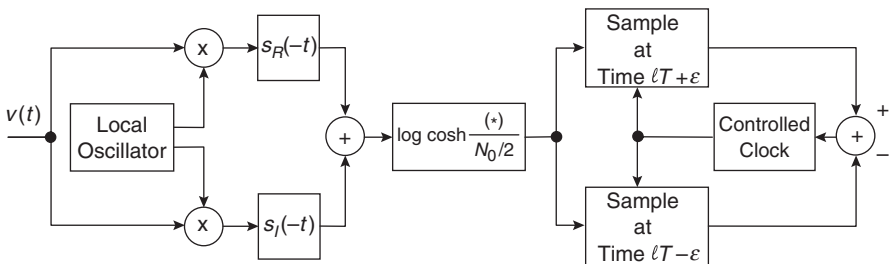 v(t)
Local
Oscillator
x
x
s_R(−t)
s_I(−t)
+
log cosh (*)/N_0/2
Sample
at
Time ℓT+ε
Controlled
Clock
Sample
at
Time ℓT−ε
+
+
−